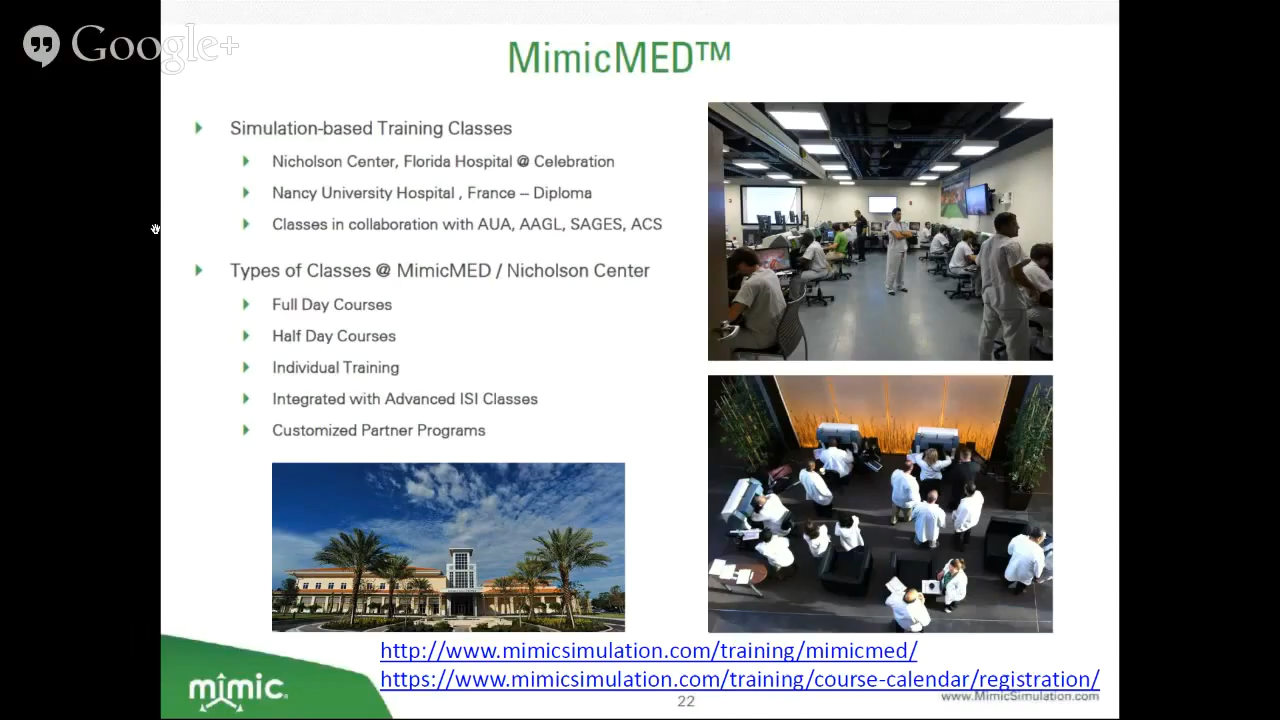 Google+
MimicMED™
Simulation-based Training Classes
Nicholson Center, Florida Hospital @ Celebration
Nancy University Hospital , France – Diploma
Classes in collaboration with AUA, AAGL, SAGES, ACS
Types of Classes @ MimicMED / Nicholson Center
Full Day Courses
Half Day Courses
Individual Training
Integrated with Advanced ISI Classes
Customized Partner Programs
http://www.mimicsimulation.com/training/mimicmed/
https://www.mimicsimulation.com/training/course-calendar/registration/
mimic
22
www.MimicSimulation.com